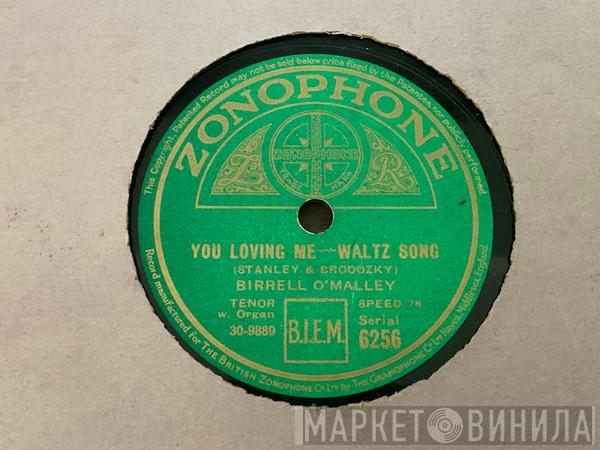 This Copyright, Patented Record may not be sold below price fixed by the Patentees nor publicly performed.
ZONOPHONE
ZONOPHONE
TRADE MARK
YOU LOVING ME—WALTZ SONG
(STANLEY & BRODOZKY)
BIRRELL O'MALLEY
TENOR
w. Organ
30-9889
B.I.E.M.
SPEED 78
Serial
6256
Record manufactured for THE BRITISH ZONOPHONE Co Ltd by THE GRAMOPHONE Co Ltd Hayes, Middlesex, England.
МАРКЕТ ВИНИЛА